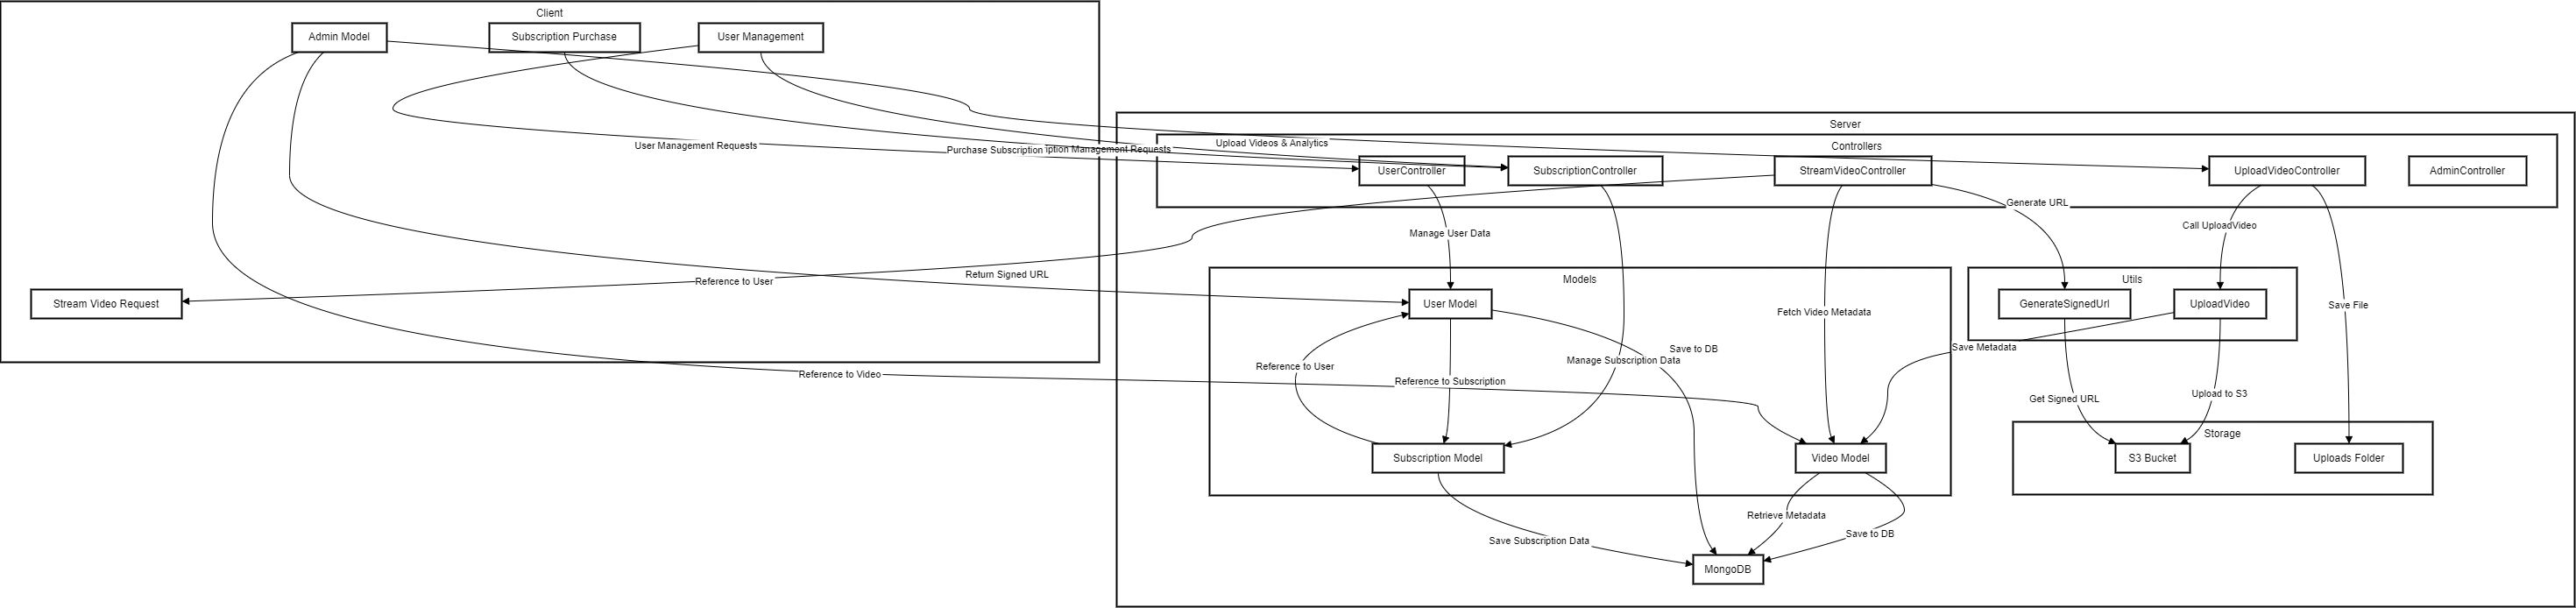 Client
Admin Model
Subscription Purchase
User Management
Server
Upload Videos & Analytics
User Management Requests
Purchase Subscription
Management Requests
Controllers
UserController
SubscriptionController
StreamVideoController
UploadVideoController
AdminController
Generate URL
Call UploadVideo
Manage User Data
Return Signed URL
Reference to User
Models
Utils
Stream Video Request
User Model
GenerateSignedUrl
UploadVideo
Save File
Fetch Video Metadata
Save Metadata
Save to DB
Manage Subscription Data
Reference to User
Reference to Video
Reference to Subscription
Upload to S3
Get Signed URL
Storage
Subscription Model
Video Model
S3 Bucket
Uploads Folder
Retrieve Metadata
Save to DB
Save Subscription Data
MongoDB